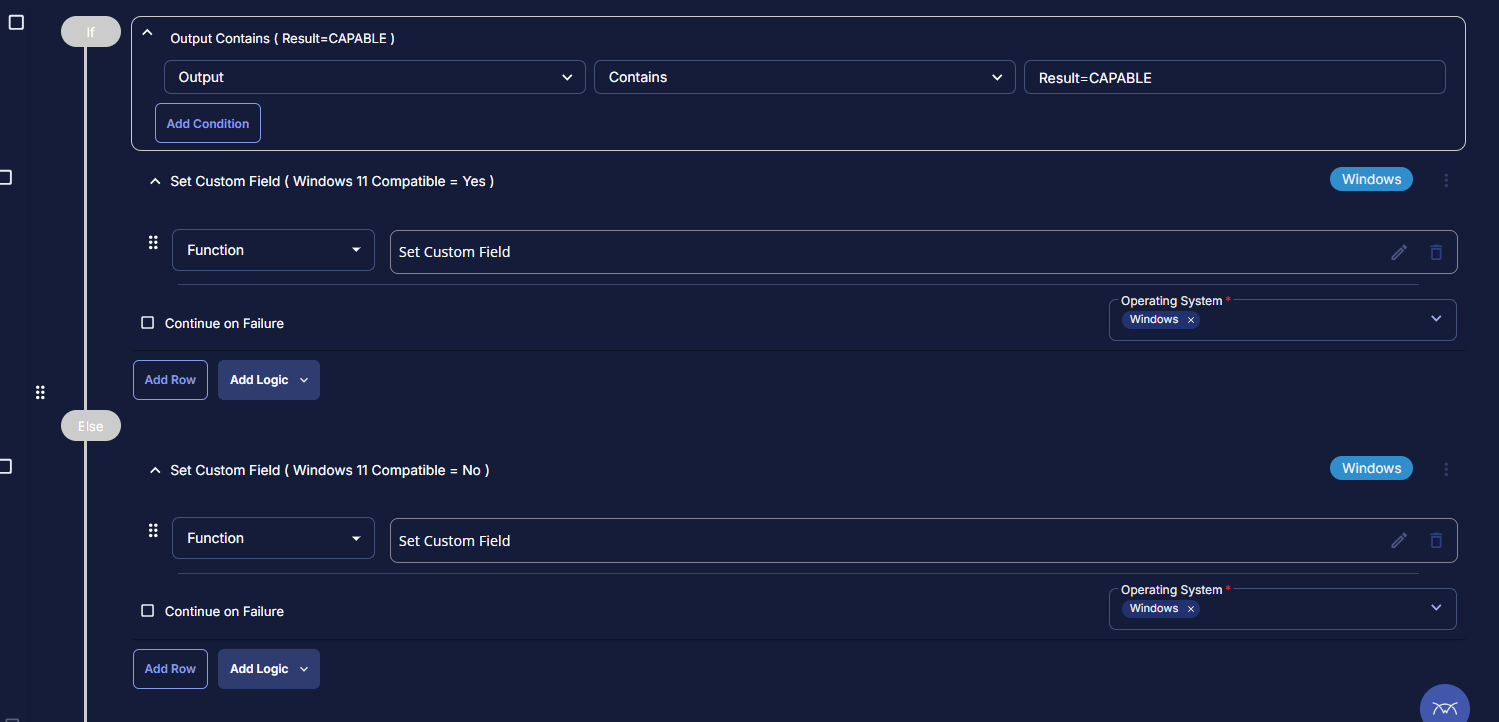 If
Output Contains ( Result=CAPABLE )
Output
Contains
Result=CAPABLE
Add Condition
Set Custom Field ( Windows 11 Compatible = Yes )
Windows
Function
Set Custom Field
Continue on Failure
Operating System *
Windows ×
Add Row
Add Logic
Else
Set Custom Field ( Windows 11 Compatible = No )
Windows
Function
Set Custom Field
Continue on Failure
Operating System *
Windows ×
Add Row
Add Logic